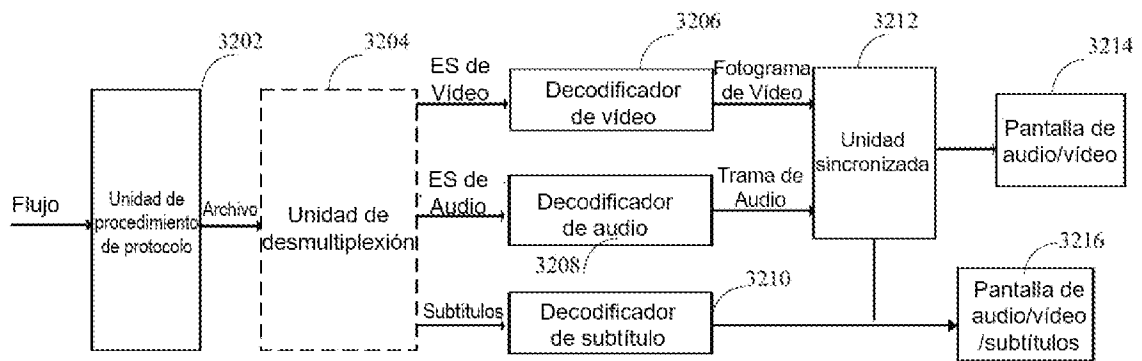 3202
3204
3206
3212
3214
ES de
Vídeo
Decodificador
de vídeo
Fotograma
de Vídeo
Unidad
sincronizada
Pantalla de
audio/vídeo
Flujo
Unidad de
procedimiento
de protocolo
Archivo
Unidad de
desmultiplexión
ES de
Audio
Decodificador
de audio
Trama de
Audio
3208
3210
3216
Subtítulos
Decodificador
de subtítulo
Pantalla de
audio/vídeo
/subtítulos